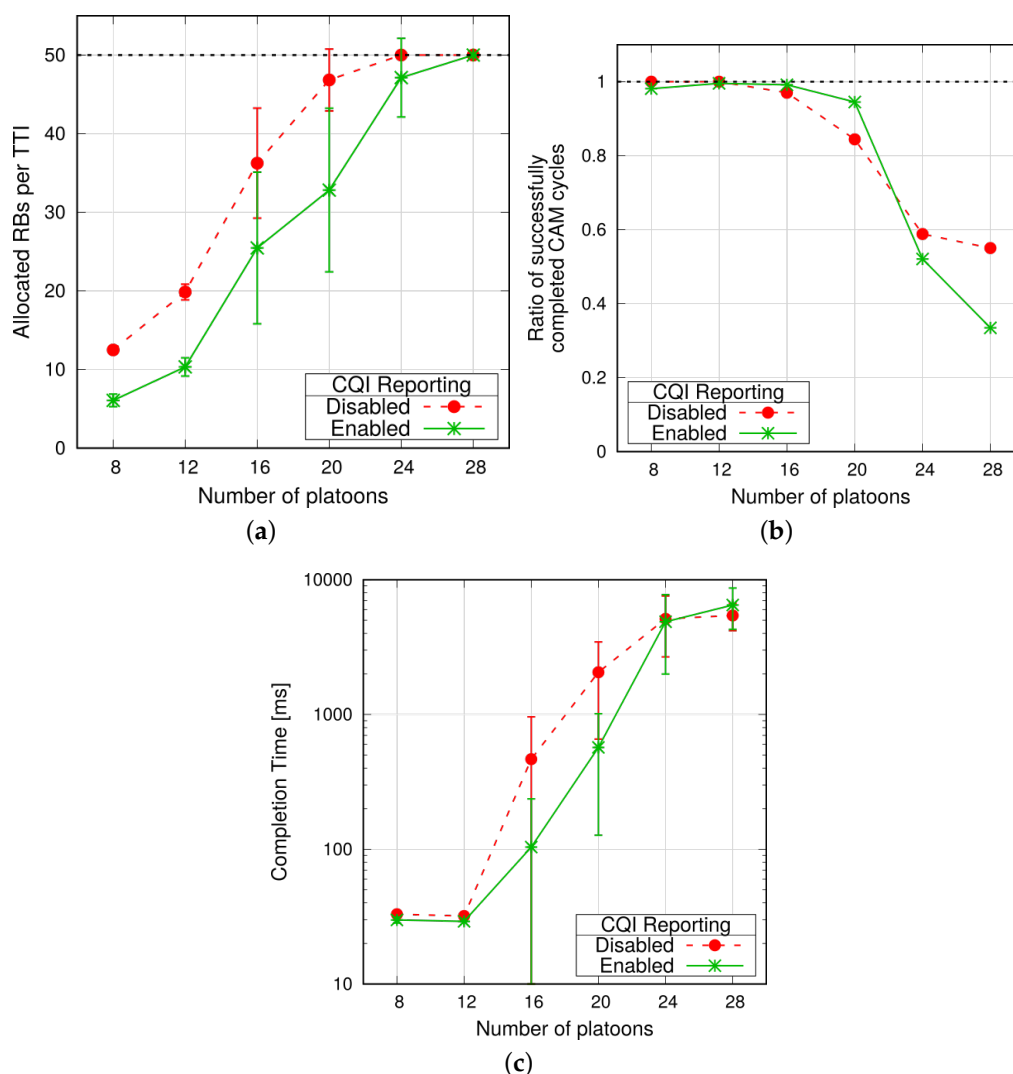 50
40
30
20
10
0
Allocated RBs per TTI
CQI Reporting
Disabled
Enabled
8 12 16 20 24 28
Number of platoons
(a)
1
0.8
0.6
0.4
0.2
0
Ratio of successfully
completed CAM cycles
CQI Reporting
Disabled
Enabled
8 12 16 20 24 28
Number of platoons
(b)
10000
1000
100
10
Completion Time [ms]
CQI Reporting
Disabled
Enabled
8 12 16 20 24 28
Number of platoons
(c)